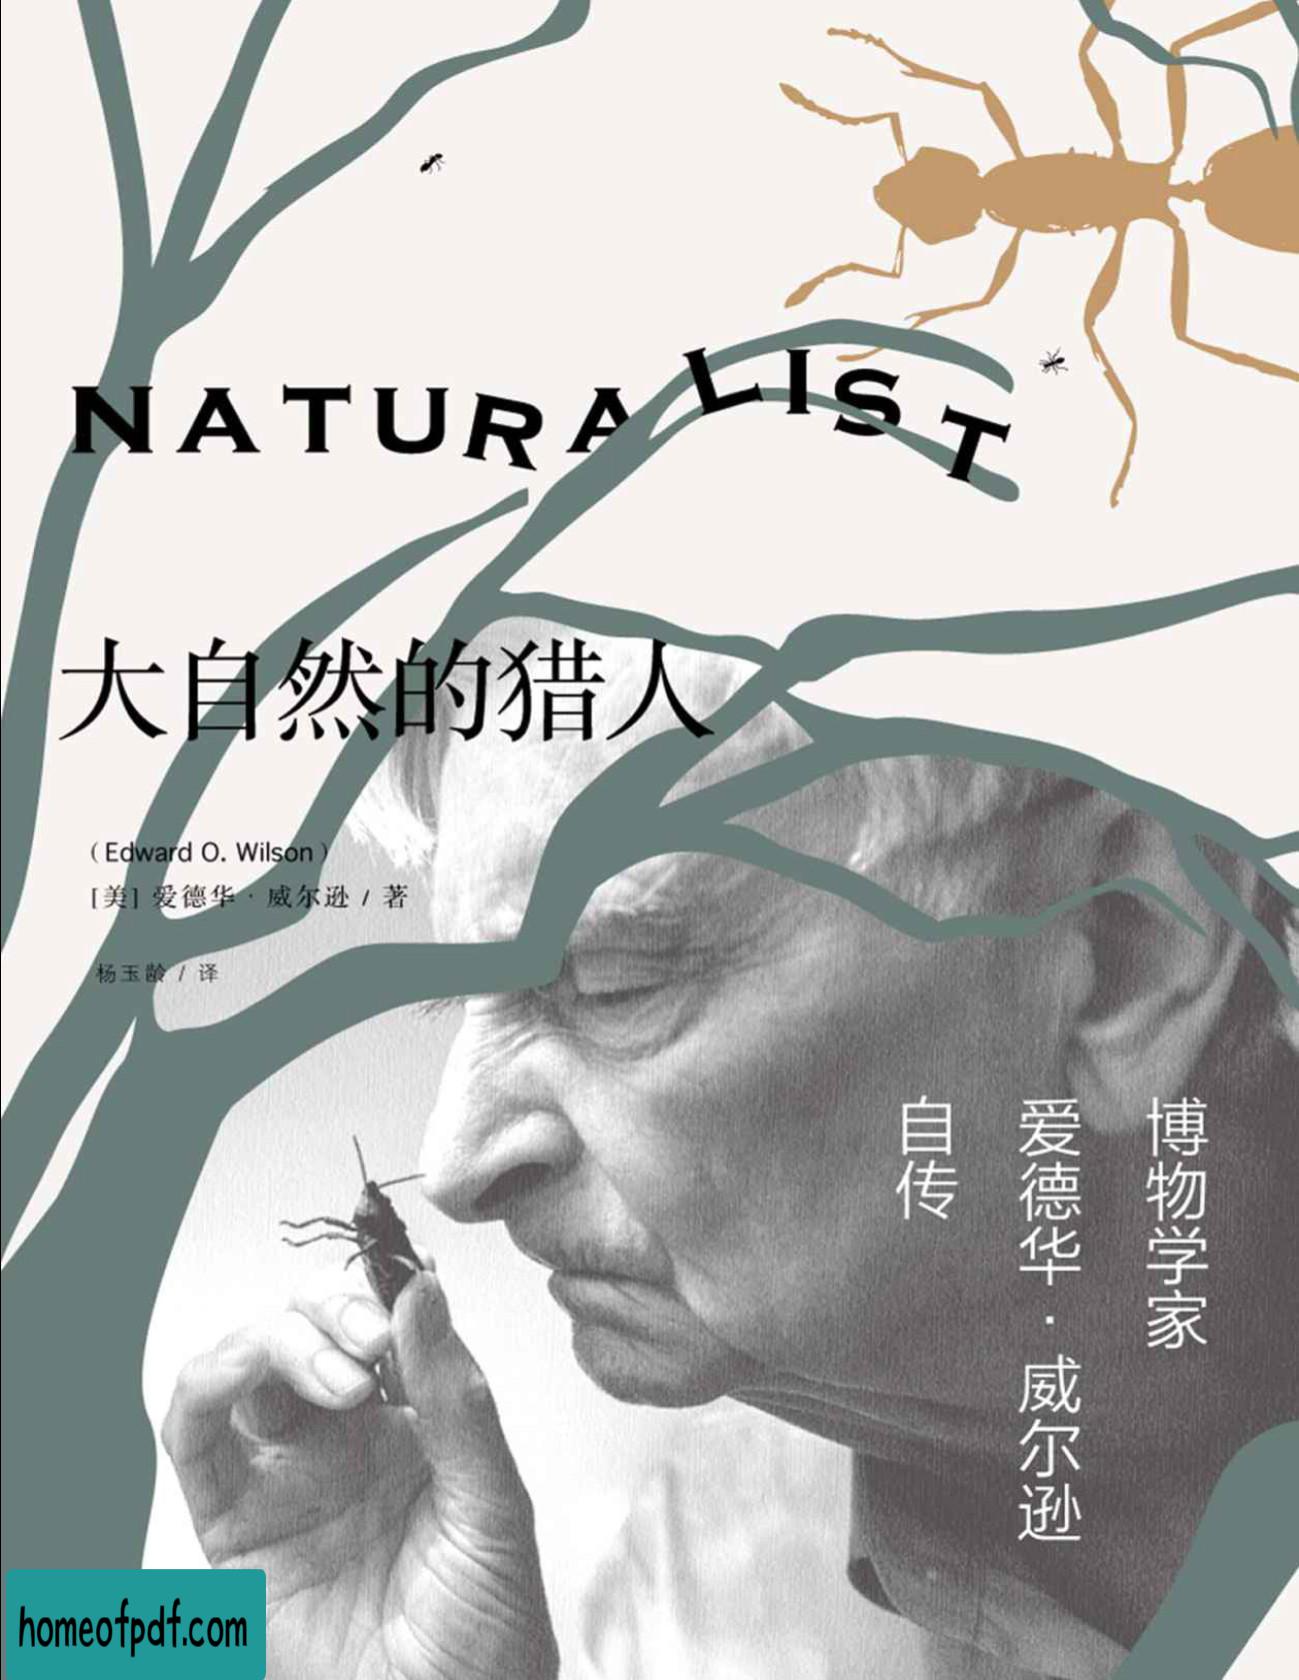 NATURALIST
大自然的猎人
（Edward O. Wilson）
［美］爱德华·威尔逊 / 著
杨玉龄 / 译
博物学家
爱德华·威尔逊
自传
homeofpdf.com